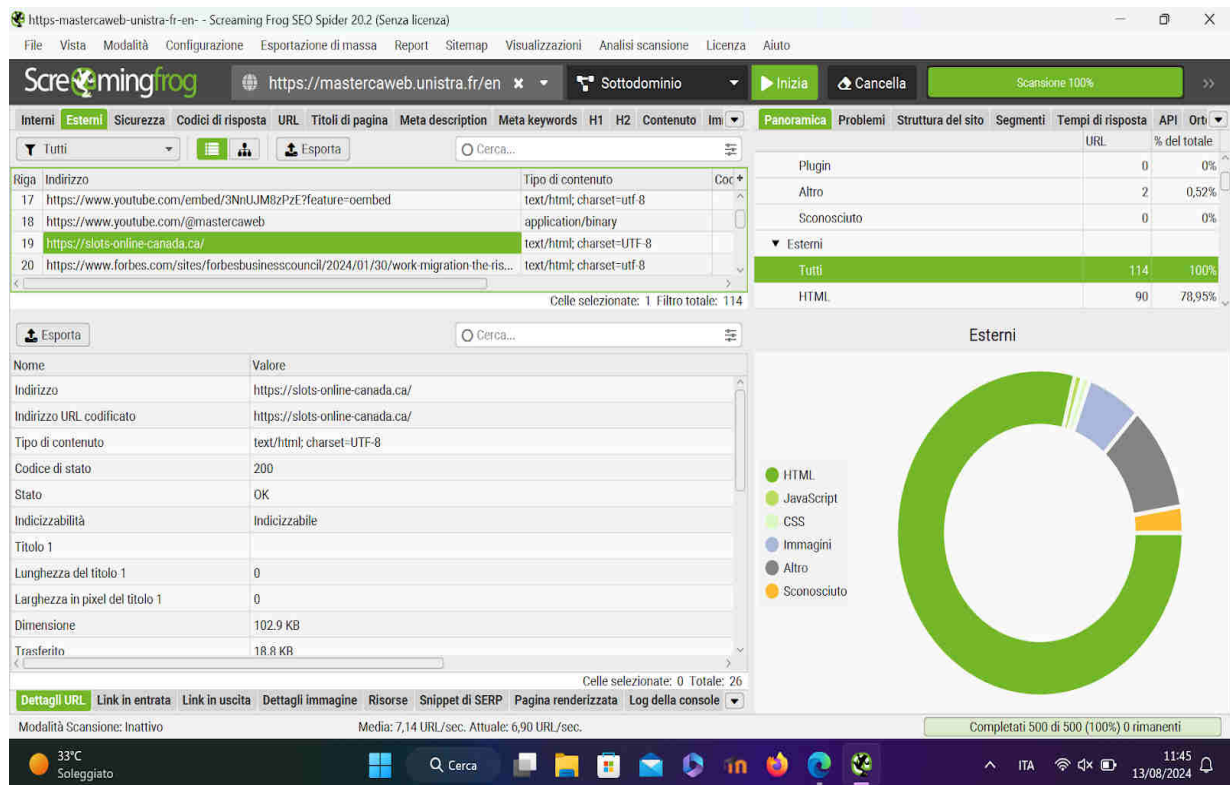 https-mastercaweb-unistra-fr-en- - Screaming Frog SEO Spider 20.2 (Senza licenza)
File Vista Modalità Configurazione Esportazione di massa Report Sitemap Visualizzazioni Analisi scansione Licenza Aiuto
Screamingfrog https://mastercaweb.unistra.fr/en Sottodominio Inizia Cancella Scansione 100%
Interni Esterni Sicurezza Codici di risposta URL Titoli di pagina Meta description Meta keywords H1 H2 Contenuto Im
Panoramica Problemi Struttura del sito Segmenti Tempi di risposta API Ort
Tutti Esporta Cerca...
Riga Indirizzo Tipo di contenuto Coc
17 https://www.youtube.com/embed/3NnUJM8zPzE?feature=oembed text/html; charset=utf-8
18 https://www.youtube.com/@mastercaweb application/binary
19 https://slots-online-canada.ca/ text/html; charset=UTF-8
20 https://www.forbes.com/sites/forbesbusinesscouncil/2024/01/30/work-migration-the-ris... text/html; charset=utf-8
Celle selezionate: 1 Filtro totale: 114
URL % del totale
Plugin 0 0%
Altro 2 0,52%
Sconosciuto 0 0%
Esterni
Tutti 114 100%
HTML 90 78,95%
Esporta Cerca...
Nome Valore
Indirizzo https://slots-online-canada.ca/
Indirizzo URL codificato https://slots-online-canada.ca/
Tipo di contenuto text/html; charset=UTF-8
Codice di stato 200
Stato OK
Indicizzabilità Indicizzabile
Titolo 1
Lunghezza del titolo 1 0
Larghezza in pixel del titolo 1 0
Dimensione 102.9 KB
Trasferito 18.8 KB
Celle selezionate: 0 Totale: 26
Esterni
HTML
JavaScript
CSS
Immagini
Altro
Sconosciuto
Dettagli URL Link in entrata Link in uscita Dettagli immagine Risorse Snippet di SERP Pagina renderizzata Log della console
Modalità Scansione: Inattivo Media: 7,14 URL/sec. Attuale: 6,90 URL/sec. Completati 500 di 500 (100%) 0 rimanenti
33°C
Soleggiato
Cerca
ITA
11:45
13/08/2024